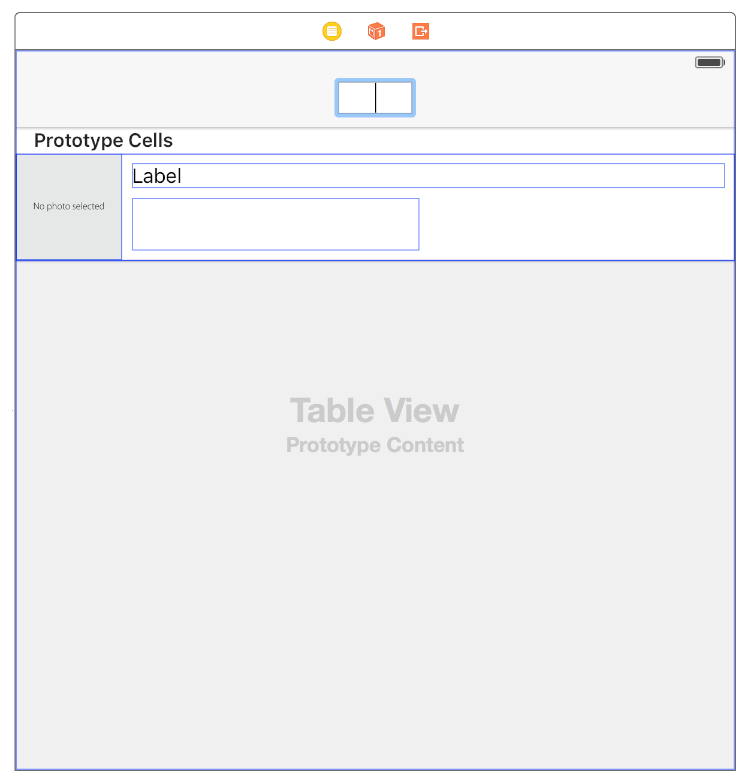 Prototype Cells
Label
No photo selected
Table View
Prototype Content